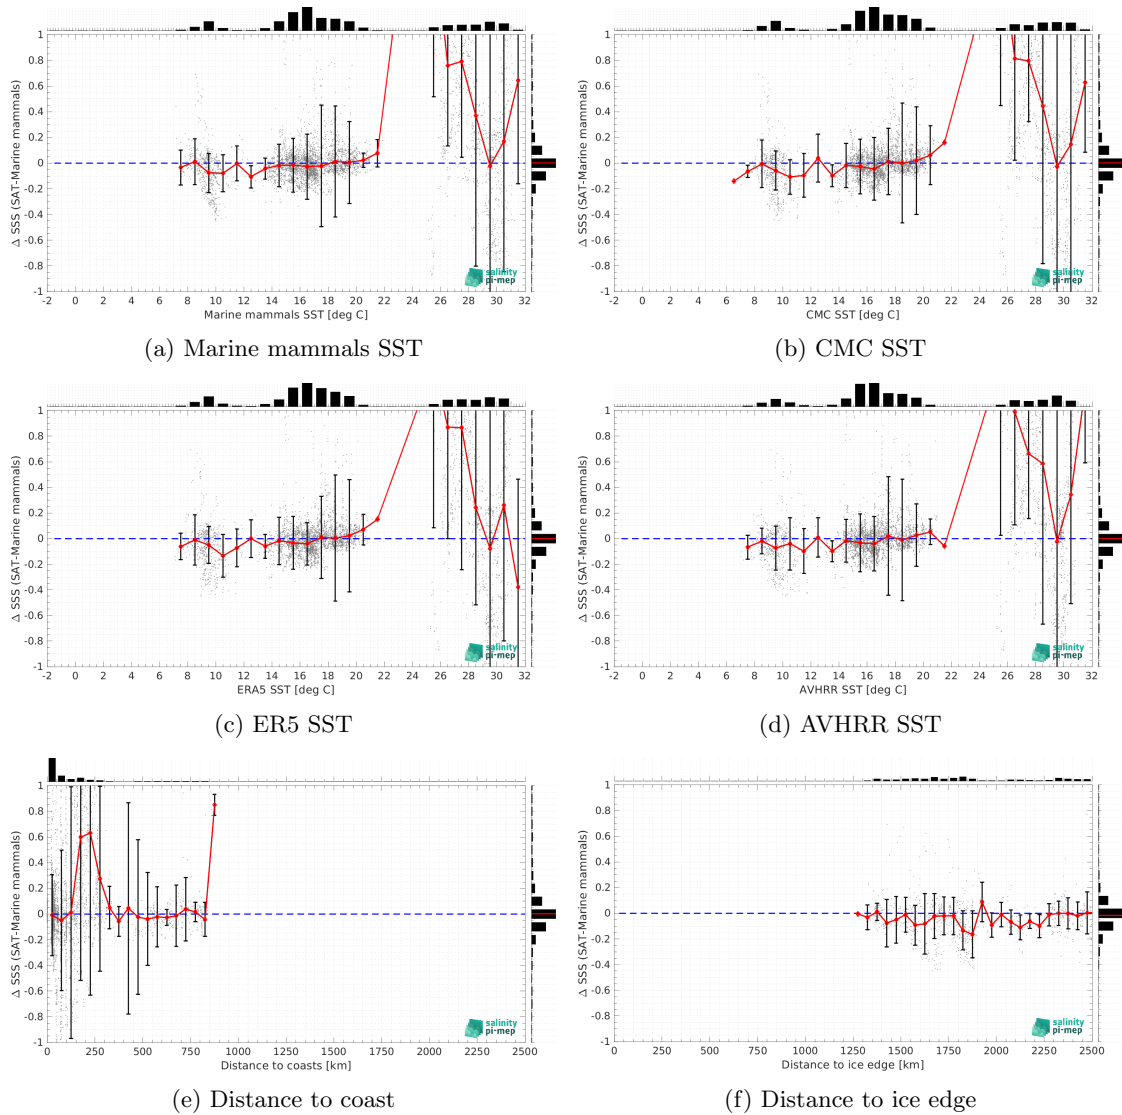 1
0.8
0.6
0.4
0.2
0
-0.2
-0.4
-0.6
-0.8
-1
Δ SSS (SAT-Marine mammals)
salinity
pi-mep
-2 0 2 4 6 8 10 12 14 16 18 20 22 24 26 28 30 32
Marine mammals SST [deg C]
(a) Marine mammals SST
1
0.8
0.6
0.4
0.2
0
-0.2
-0.4
-0.6
-0.8
-1
Δ SSS (SAT-Marine mammals)
salinity
pi-mep
-2 0 2 4 6 8 10 12 14 16 18 20 22 24 26 28 30 32
CMC SST [deg C]
(b) CMC SST
1
0.8
0.6
0.4
0.2
0
-0.2
-0.4
-0.6
-0.8
-1
Δ SSS (SAT-Marine mammals)
salinity
pi-mep
-2 0 2 4 6 8 10 12 14 16 18 20 22 24 26 28 30 32
ERA5 SST [deg C]
(c) ER5 SST
1
0.8
0.6
0.4
0.2
0
-0.2
-0.4
-0.6
-0.8
-1
Δ SSS (SAT-Marine mammals)
salinity
pi-mep
-2 0 2 4 6 8 10 12 14 16 18 20 22 24 26 28 30 32
AVHRR SST [deg C]
(d) AVHRR SST
1
0.8
0.6
0.4
0.2
0
-0.2
-0.4
-0.6
-0.8
-1
Δ SSS (SAT-Marine mammals)
salinity
pi-mep
0 250 500 750 1000 1250 1500 1750 2000 2250 2500
Distance to coasts [km]
(e) Distance to coast
1
0.8
0.6
0.4
0.2
0
-0.2
-0.4
-0.6
-0.8
-1
Δ SSS (SAT-Marine mammals)
salinity
pi-mep
0 250 500 750 1000 1250 1500 1750 2000 2250 2500
Distance to ice edge [km]
(f) Distance to ice edge